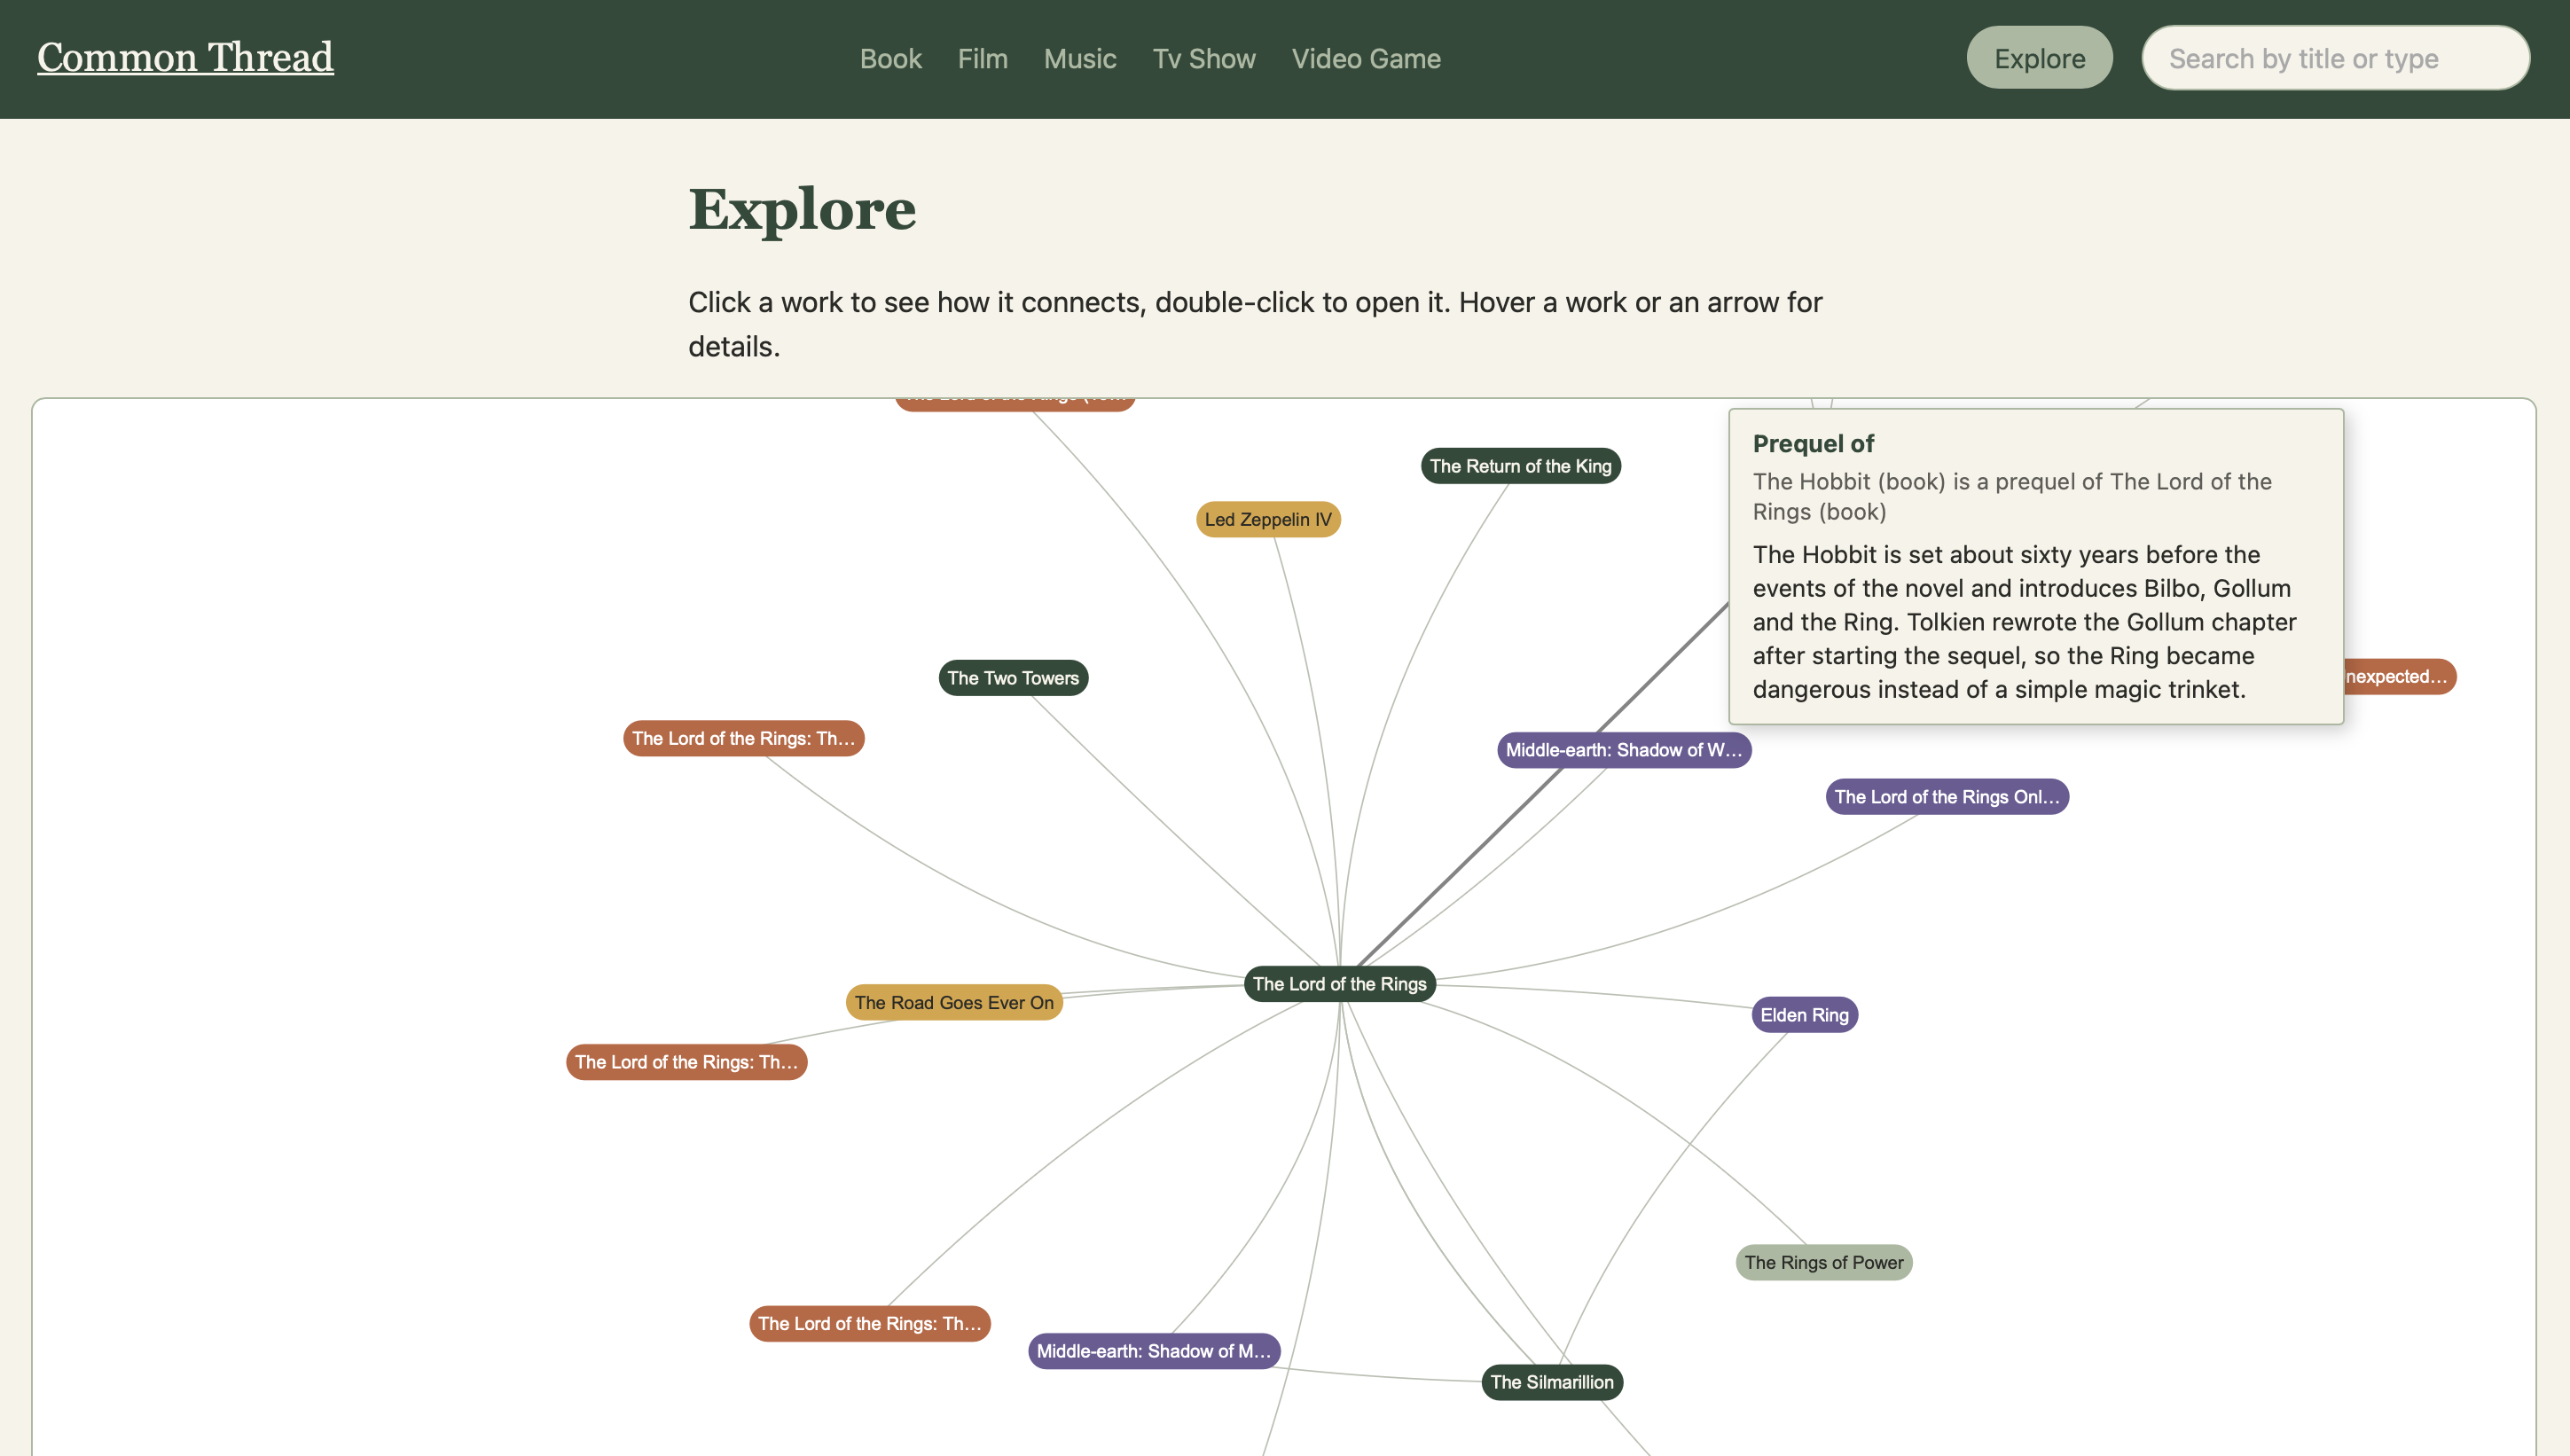 Common Thread
Book Film Music Tv Show Video Game
Explore
Search by title or type
Explore
Click a work to see how it connects, double-click to open it. Hover a work or an arrow for
details.
Prequel of
The Hobbit (book) is a prequel of The Lord of the
Rings (book)
The Hobbit is set about sixty years before the
events of the novel and introduces Bilbo, Gollum
and the Ring. Tolkien rewrote the Gollum chapter
after starting the sequel, so the Ring became
dangerous instead of a simple magic trinket.
The Return of the King
Led Zeppelin IV
The Two Towers
nexpected…
The Lord of the Rings: Th…
Middle-earth: Shadow of W…
The Lord of the Rings Onl…
The Lord of the Rings
The Road Goes Ever On
Elden Ring
The Lord of the Rings: Th…
The Rings of Power
The Lord of the Rings: Th…
Middle-earth: Shadow of M…
The Silmarillion